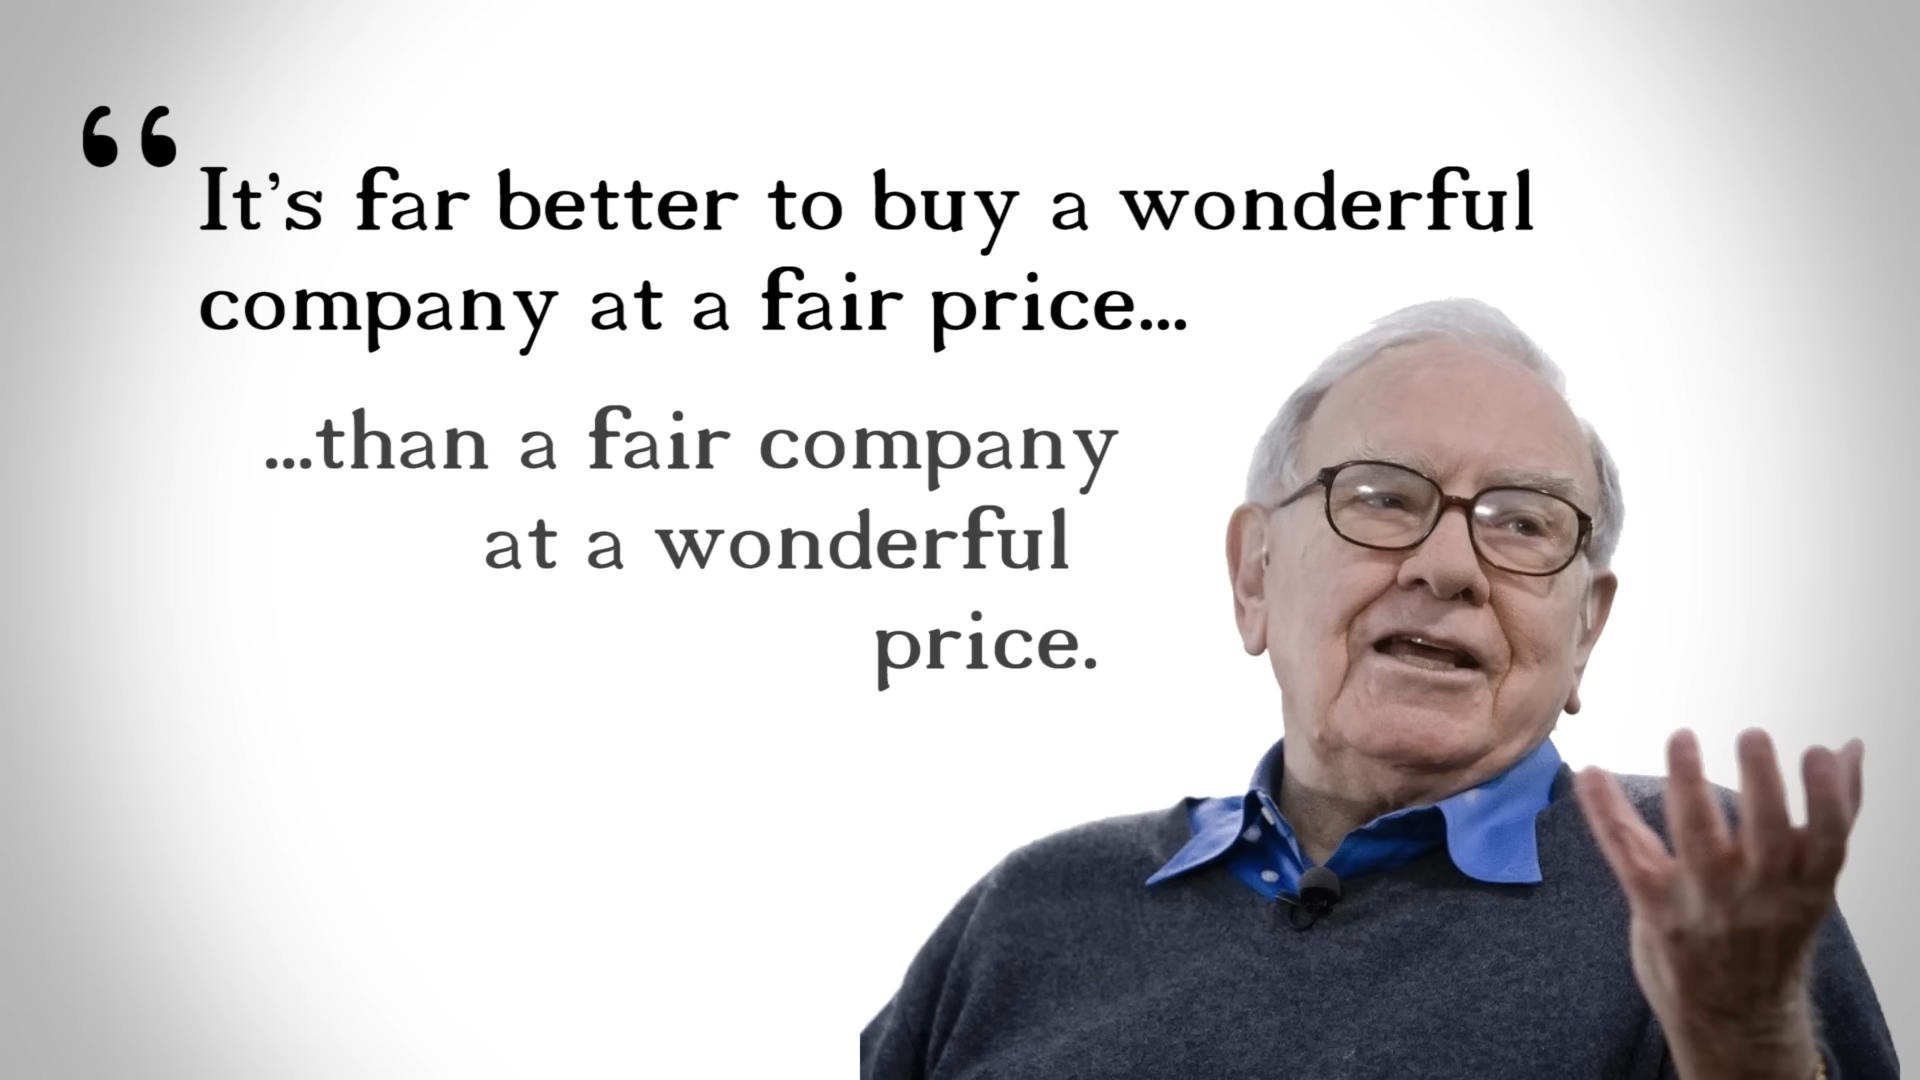 “It’s far better to buy a wonderful
company at a fair price...
...than a fair company
at a wonderful
price.